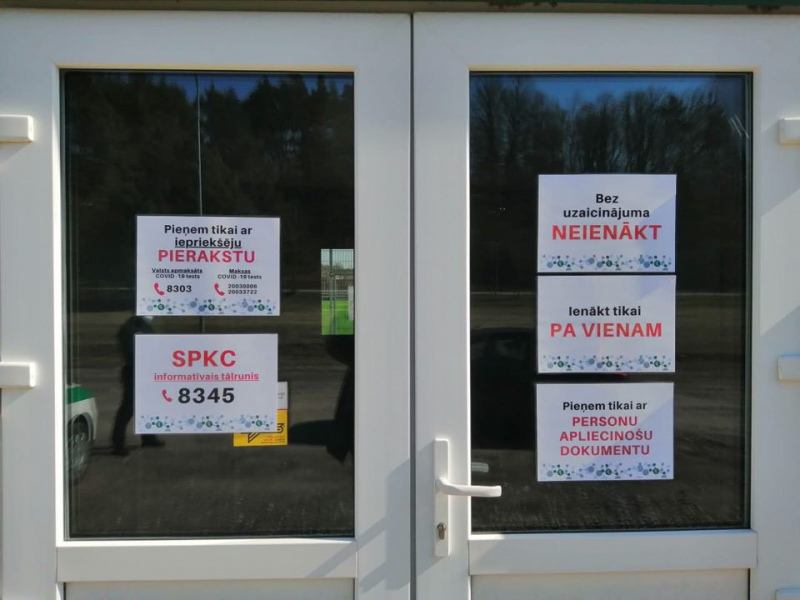 Pieņem tikai ar
iepriekšēju
PIERAKSTU
Valsts apmaksāts
COVID-19 tests
8303
Maksas
COVID-19 tests
20030006
20033722
SPKC
informatīvais tālrunis
8345
Bez
uzaicinājuma
NEIENĀKT
Ienākt tikai
PA VIENAM
Pieņem tikai ar
PERSONU
APLIECINOŠU
DOKUMENTU